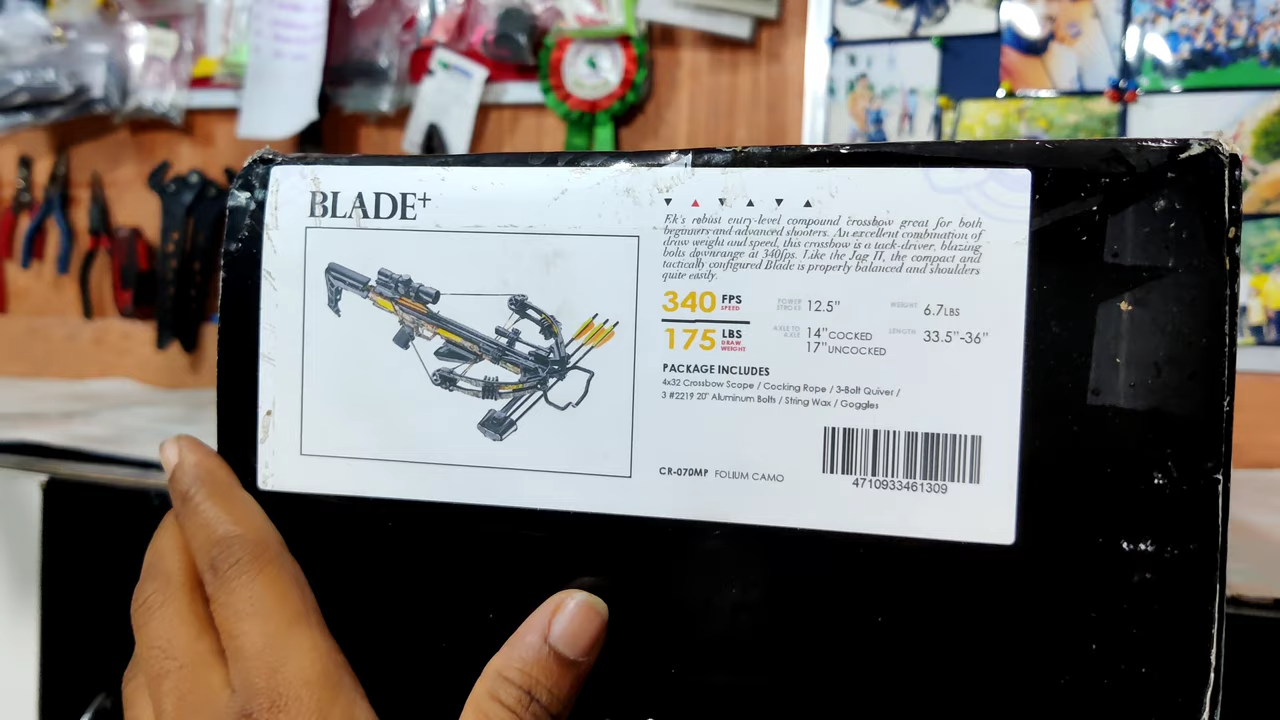 BLADE+
Ek's robust entry-level compound crossbow great for both
beginners and advanced shooters. An excellent combination of
draw weight and speed, this crossbow is a tack-driver, blazing
bolts downrange at 340fps. Like the Jag II, the compact and
tactically configured Blade is properly balanced and shoulders
quite easily.
340 FPS SPEED
POWER STROKE 12.5"
WEIGHT 6.7LBS
175 LBS DRAW WEIGHT
AXLE TO AXLE 14"COCKED
17"UNCOCKED
LENGTH 33.5"-36"
PACKAGE INCLUDES
4x32 Crossbow Scope / Cocking Rope / 3-Bolt Quiver /
3 #2219 20" Aluminum Bolts / String Wax / Goggles
CR-070MP FOLIUM CAMO
4710933461309